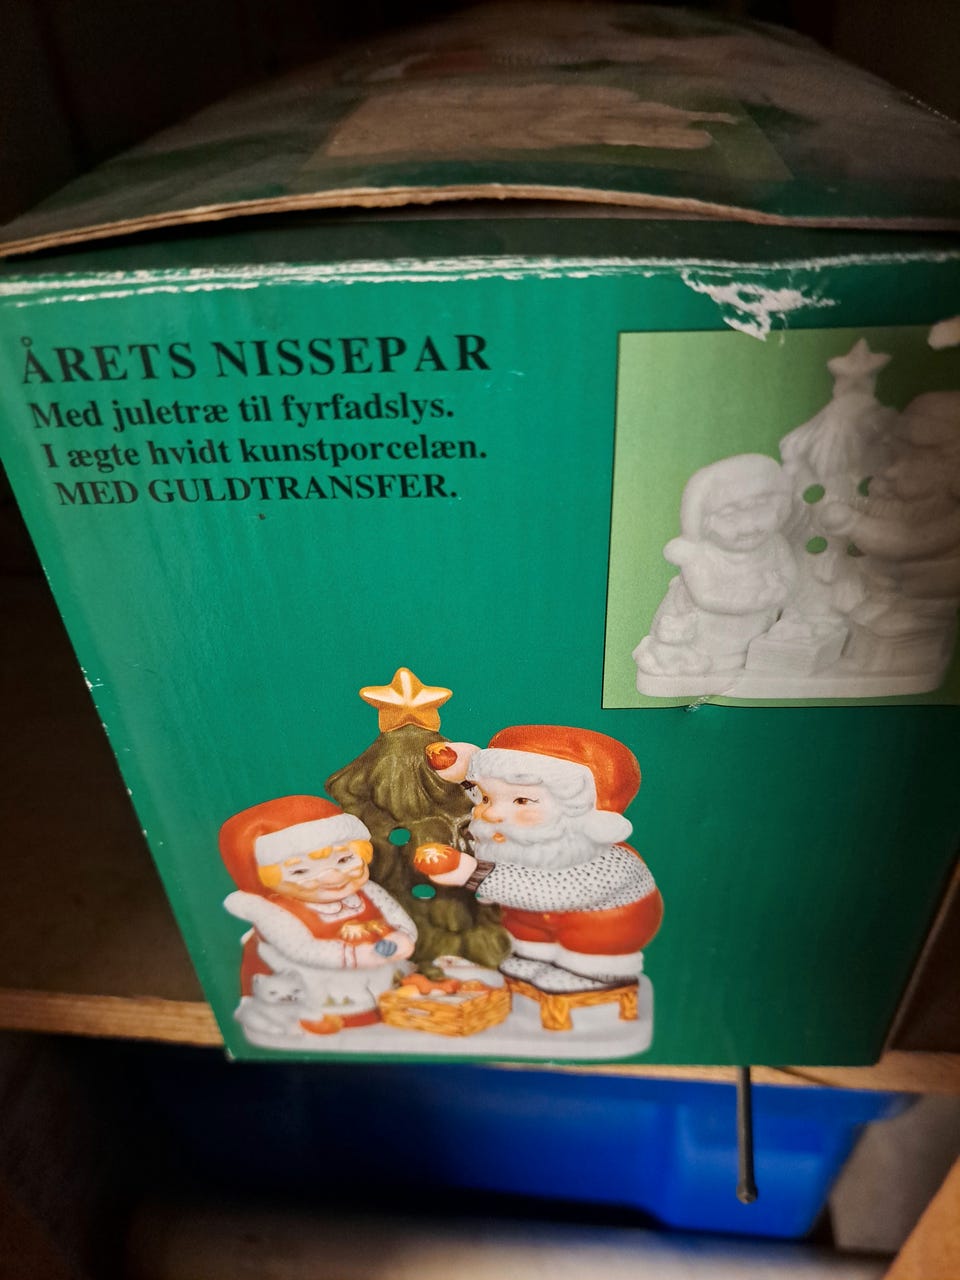 ÅRETS NISSEPAR
Med juletræ til fyrfadslys.
I ægte hvidt kunstporcelæn.
MED GULDTRANSFER.